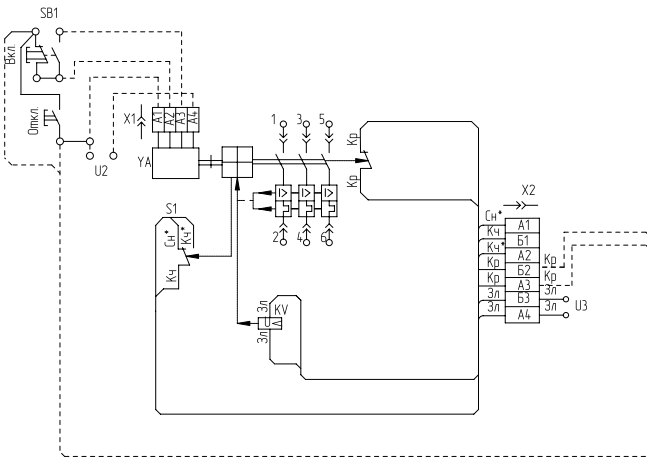 SB1
Вкл.
Откл.
X1
A1
A2
A3
A4
YA
U2
1
3
5
2
4
6
Кр
Кр
S1
Сн*
Кч*
Кч
KV
Зл
Зл
U
X2
Сн*
A1
Кч
Б1
Кч*
A2
Кр
Б2
Кр
Кр
A3
Кр
Зл
Б3
Зл
U3
Зл
A4
Зл